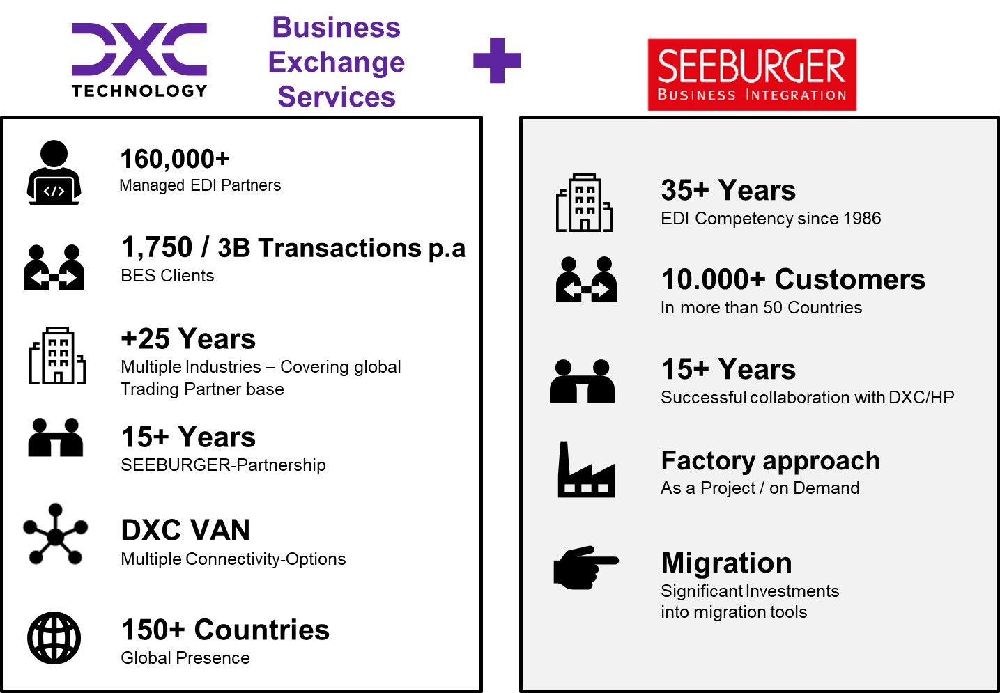 DXC
TECHNOLOGY
Business
Exchange
Services
SEEBURGER
BUSINESS INTEGRATION
160,000+
Managed EDI Partners
1,750 / 3B Transactions p.a
BES Clients
+25 Years
Multiple Industries – Covering global
Trading Partner base
15+ Years
SEEBURGER-Partnership
DXC VAN
Multiple Connectivity-Options
150+ Countries
Global Presence
35+ Years
EDI Competency since 1986
10.000+ Customers
In more than 50 Countries
15+ Years
Successful collaboration with DXC/HP
Factory approach
As a Project / on Demand
Migration
Significant Investments
into migration tools